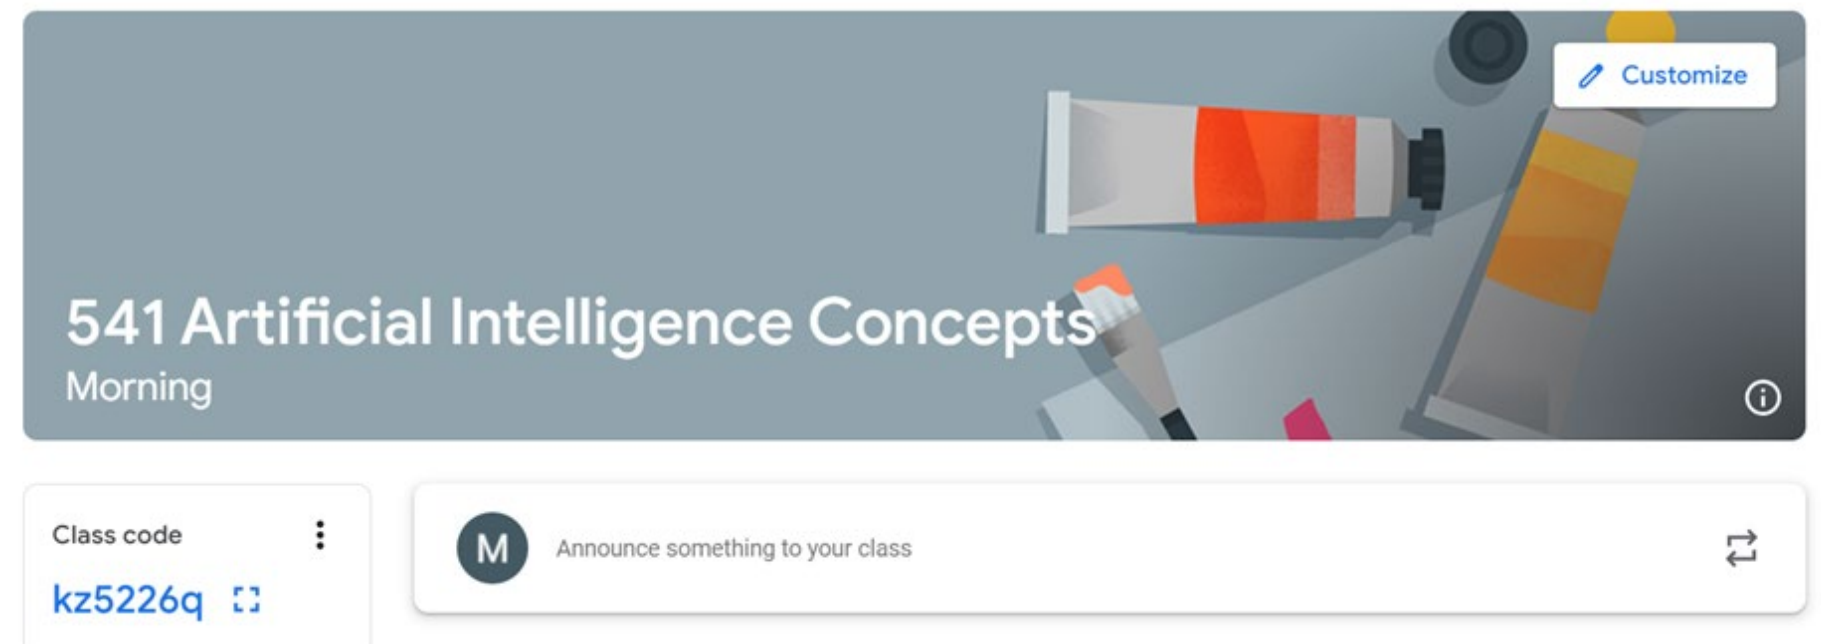 Customize
541 Artificial Intelligence Concepts
Morning
Class code
kz5226q
M
Announce something to your class